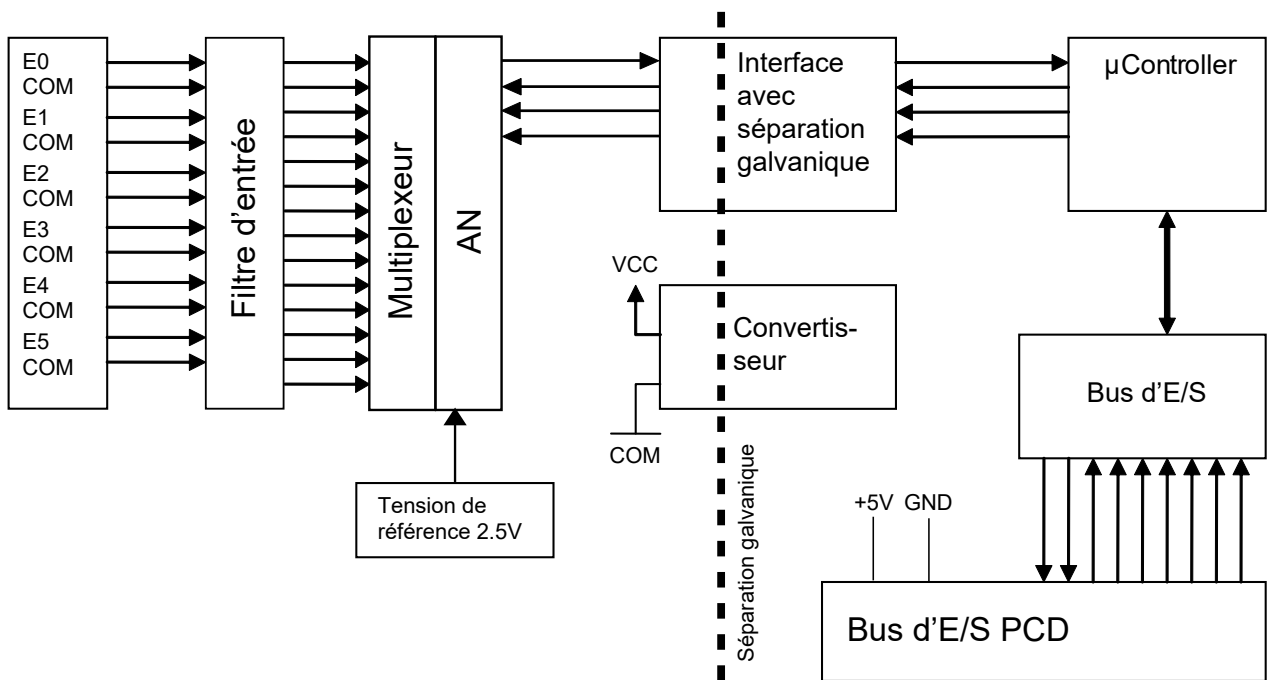 E0
COM
E1
COM
E2
COM
E3
COM
E4
COM
E5
COM
Filtre d'entrée
Multiplexeur
AN
Tension de
référence 2.5V
Interface
avec
séparation
galvanique
µController
VCC
Convertis-
seur
COM
Séparation galvanique
Bus d'E/S
+5V GND
Bus d'E/S PCD